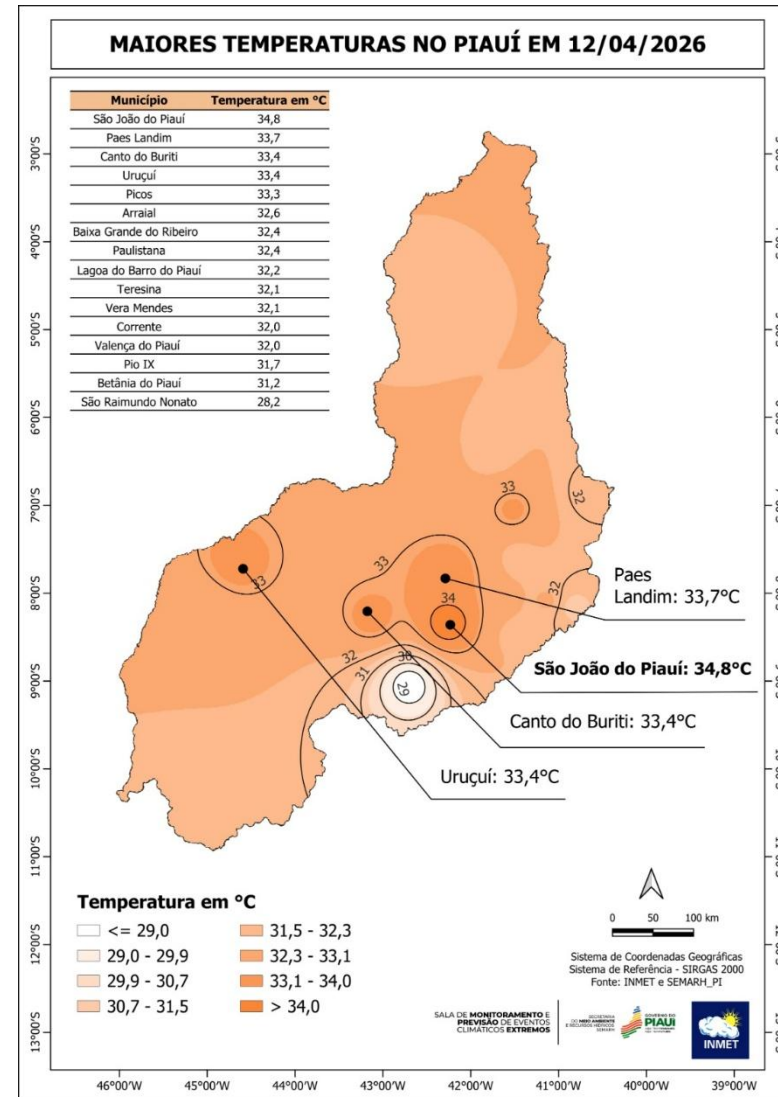 MAIORES TEMPERATURAS NO PIAUÍ EM 12/04/2026
Município Temperatura em °C
São João do Piauí 34,8
Paes Landim 33,7
Canto do Buriti 33,4
Uruçuí 33,4
Picos 33,3
Arraial 32,6
Baixa Grande do Ribeiro 32,4
Paulistana 32,4
Lagoa do Barro do Piauí 32,2
Teresina 32,1
Vera Mendes 32,1
Corrente 32,0
Valença do Piauí 32,0
Pio IX 31,7
Betânia do Piauí 31,2
São Raimundo Nonato 28,2
3°00'S
4°00'S
5°00'S
6°00'S
7°00'S
8°00'S
9°00'S
10°00'S
11°00'S
12°00'S
13°00'S
33
32
33
33
32
34
32
31
30
29
Paes
Landim: 33,7°C
São João do Piauí: 34,8°C
Canto do Buriti: 33,4°C
Uruçuí: 33,4°C
Temperatura em °C
<= 29,0
29,0 - 29,9
29,9 - 30,7
30,7 - 31,5
31,5 - 32,3
32,3 - 33,1
33,1 - 34,0
> 34,0
0 50 100 km
Sistema de Coordenadas Geográficas
Sistema de Referência - SIRGAS 2000
Fonte: INMET e SEMARH_PI
SALA DE MONITORAMENTO E
PREVISÃO DE EVENTOS
CLIMÁTICOS EXTREMOS
SECRETARIA
DO MEIO AMBIENTE
E RECURSOS HÍDRICOS
SEMARH
GOVERNO DO
PIAUÍ
INMET
46°00'W 45°00'W 44°00'W 43°00'W 42°00'W 41°00'W 40°00'W 39°00'W